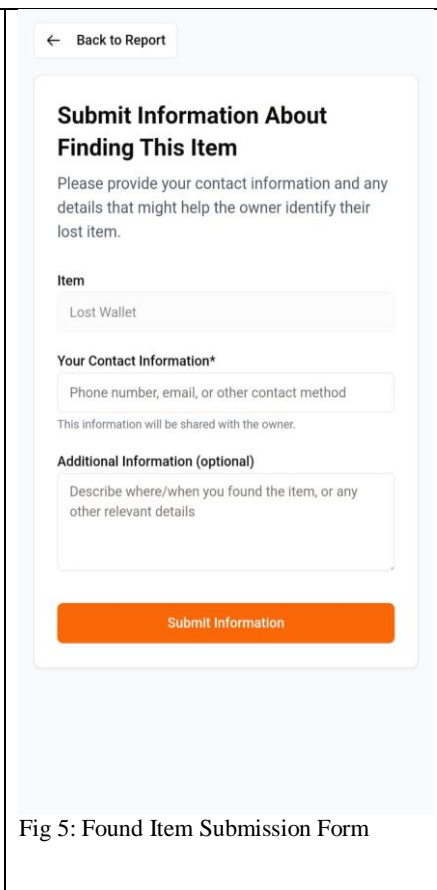 ← Back to Report
Submit Information About
Finding This Item
Please provide your contact information and any
details that might help the owner identify their
lost item.
Item
Lost Wallet
Your Contact Information*
Phone number, email, or other contact method
This information will be shared with the owner.
Additional Information (optional)
Describe where/when you found the item, or any
other relevant details
Submit Information
Fig 5: Found Item Submission Form